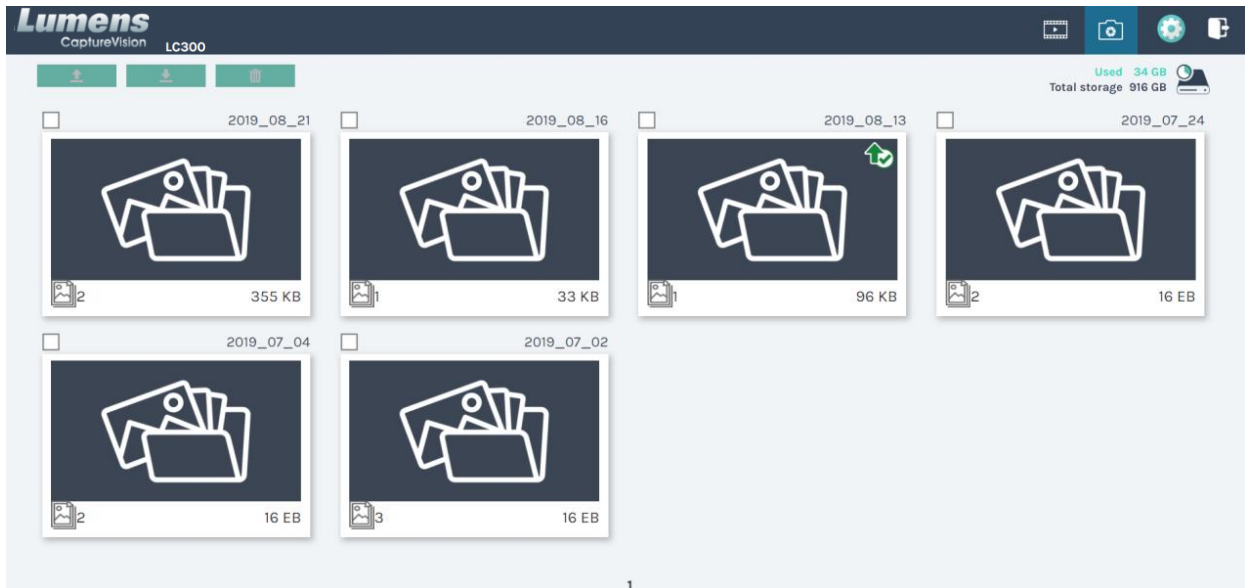 Lumens
CaptureVision LC300
Used 34 GB
Total storage 916 GB
2019_08_21
2019_08_16
2019_08_13
2019_07_24
2 355 KB
1 33 KB
1 96 KB
2 16 EB
2019_07_04
2019_07_02
2 16 EB
3 16 EB
1